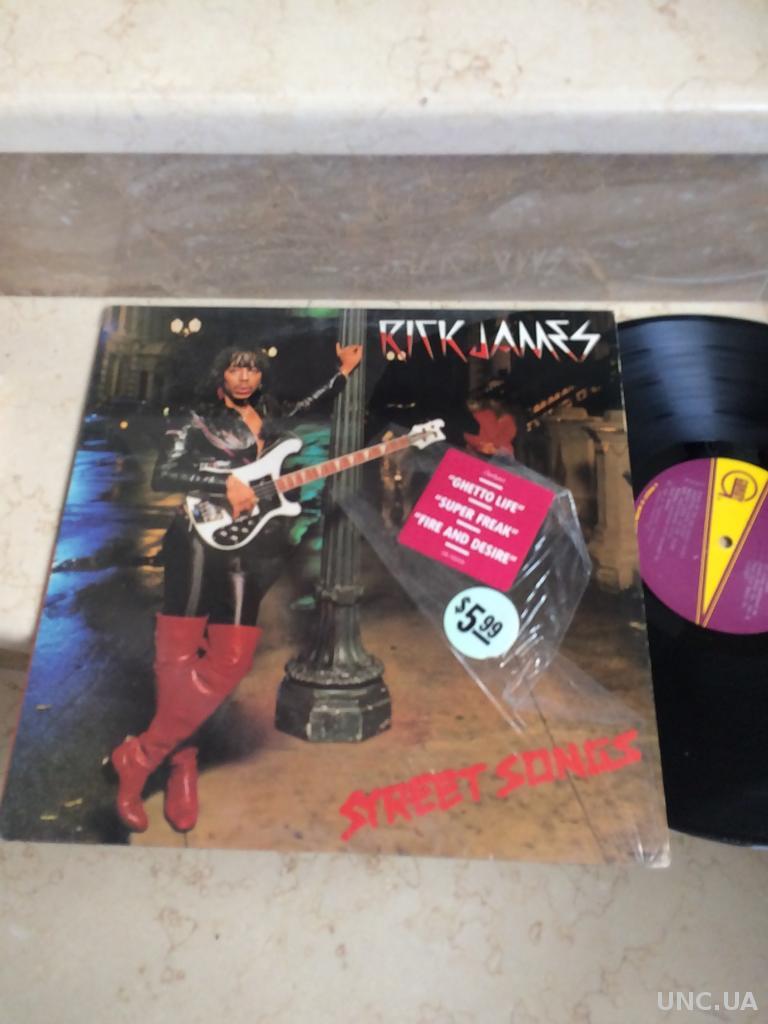 RICK JAMES
"GHETTO LIFE"
"SUPER FREAK"
"FIRE AND DESIRE"
$5.99
STREET SONGS
UNC.UA